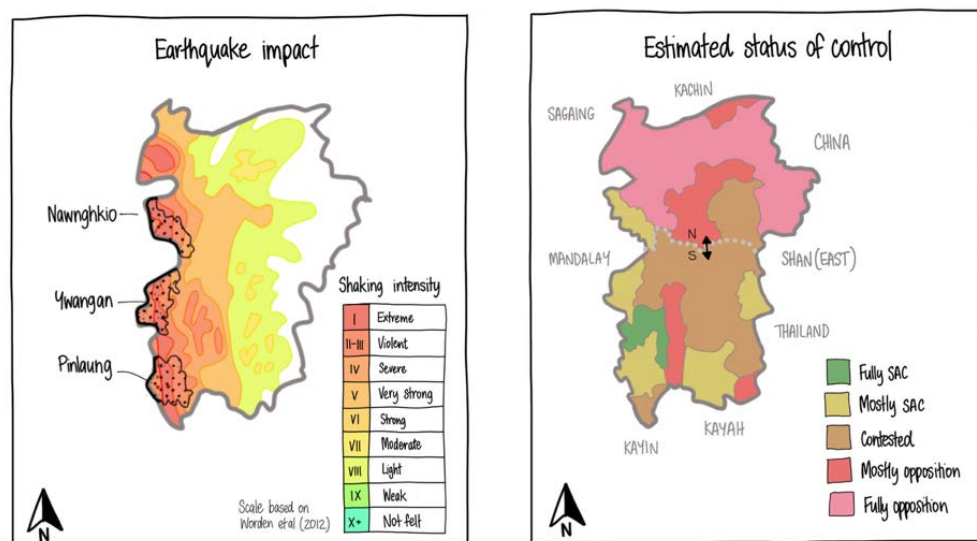 Earthquake impact
Nawnghkio
Ywangan
Pinlaung
Shaking intensity
I Extreme
II-III Violent
IV Severe
V Very strong
VI Strong
VII Moderate
VIII Light
IX Weak
X+ Not felt
Scale based on
Worden et al. (2012)
N
Estimated status of control
KACHIN
SAGAING
CHINA
N
MANDALAY
S
SHAN (EAST)
THAILAND
KAYAH
KAYIN
Fully SAC
Mostly SAC
Contested
Mostly opposition
Fully opposition
N